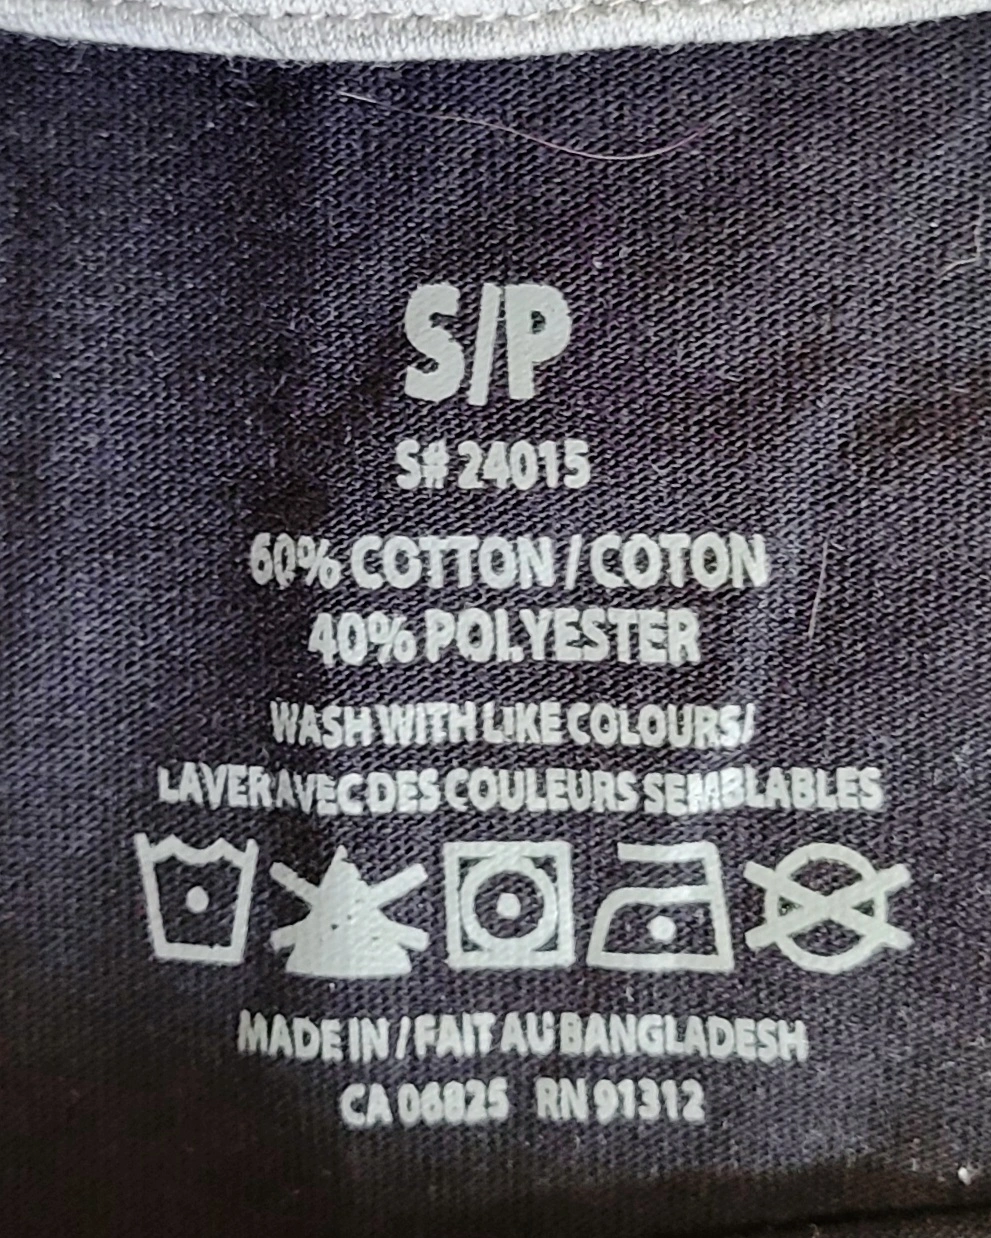 S/P
S# 24015
60% COTTON / COTON
40% POLYESTER
WASH WITH LIKE COLOURS/
LAVER AVEC DES COULEURS SEMBLABLES
MADE IN / FAIT AU BANGLADESH
CA 06825 RN 91312